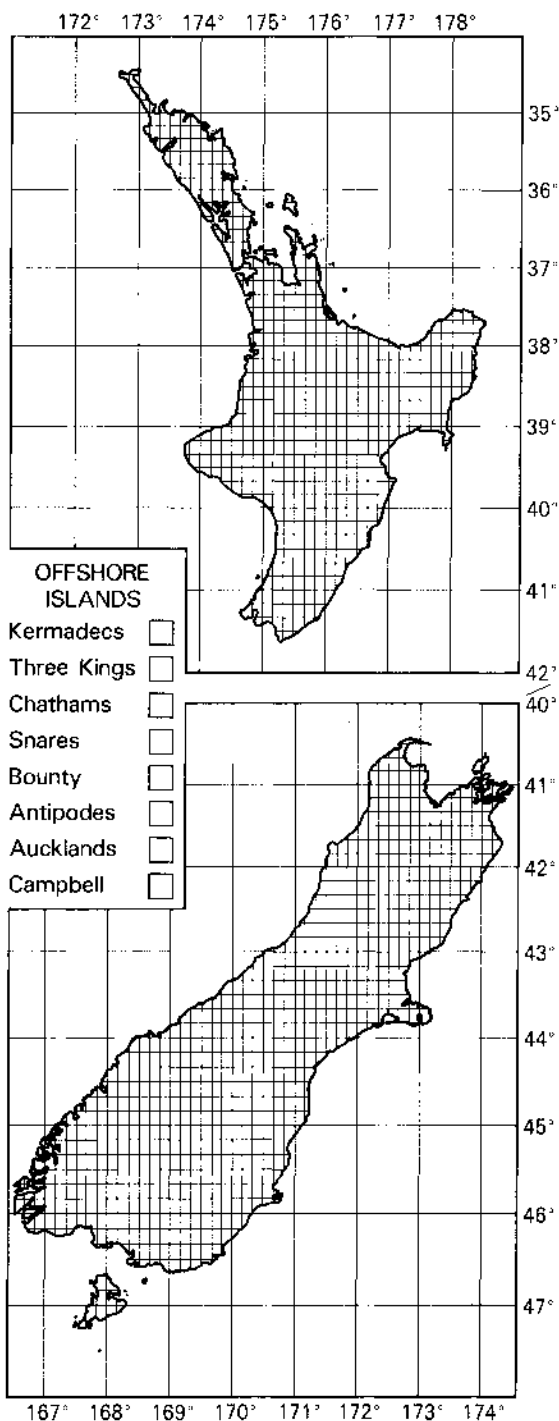 172° 173° 174° 175° 176° 177° 178°
35°
36°
37°
38°
39°
40°
41°
42°
OFFSHORE
ISLANDS
Kermadecs
Three Kings
Chathams
Snares
Bounty
Antipodes
Aucklands
Campbell
40°
41°
42°
43°
44°
45°
46°
47°
167° 168° 169° 170° 171° 172° 173° 174°